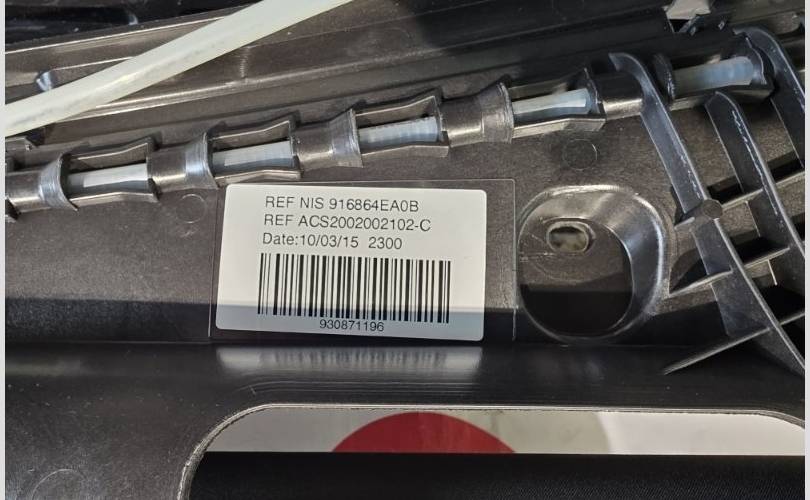 REF NIS 916864EA0B
REF ACS2002002102-C
Date:10/03/15 2300
930871196